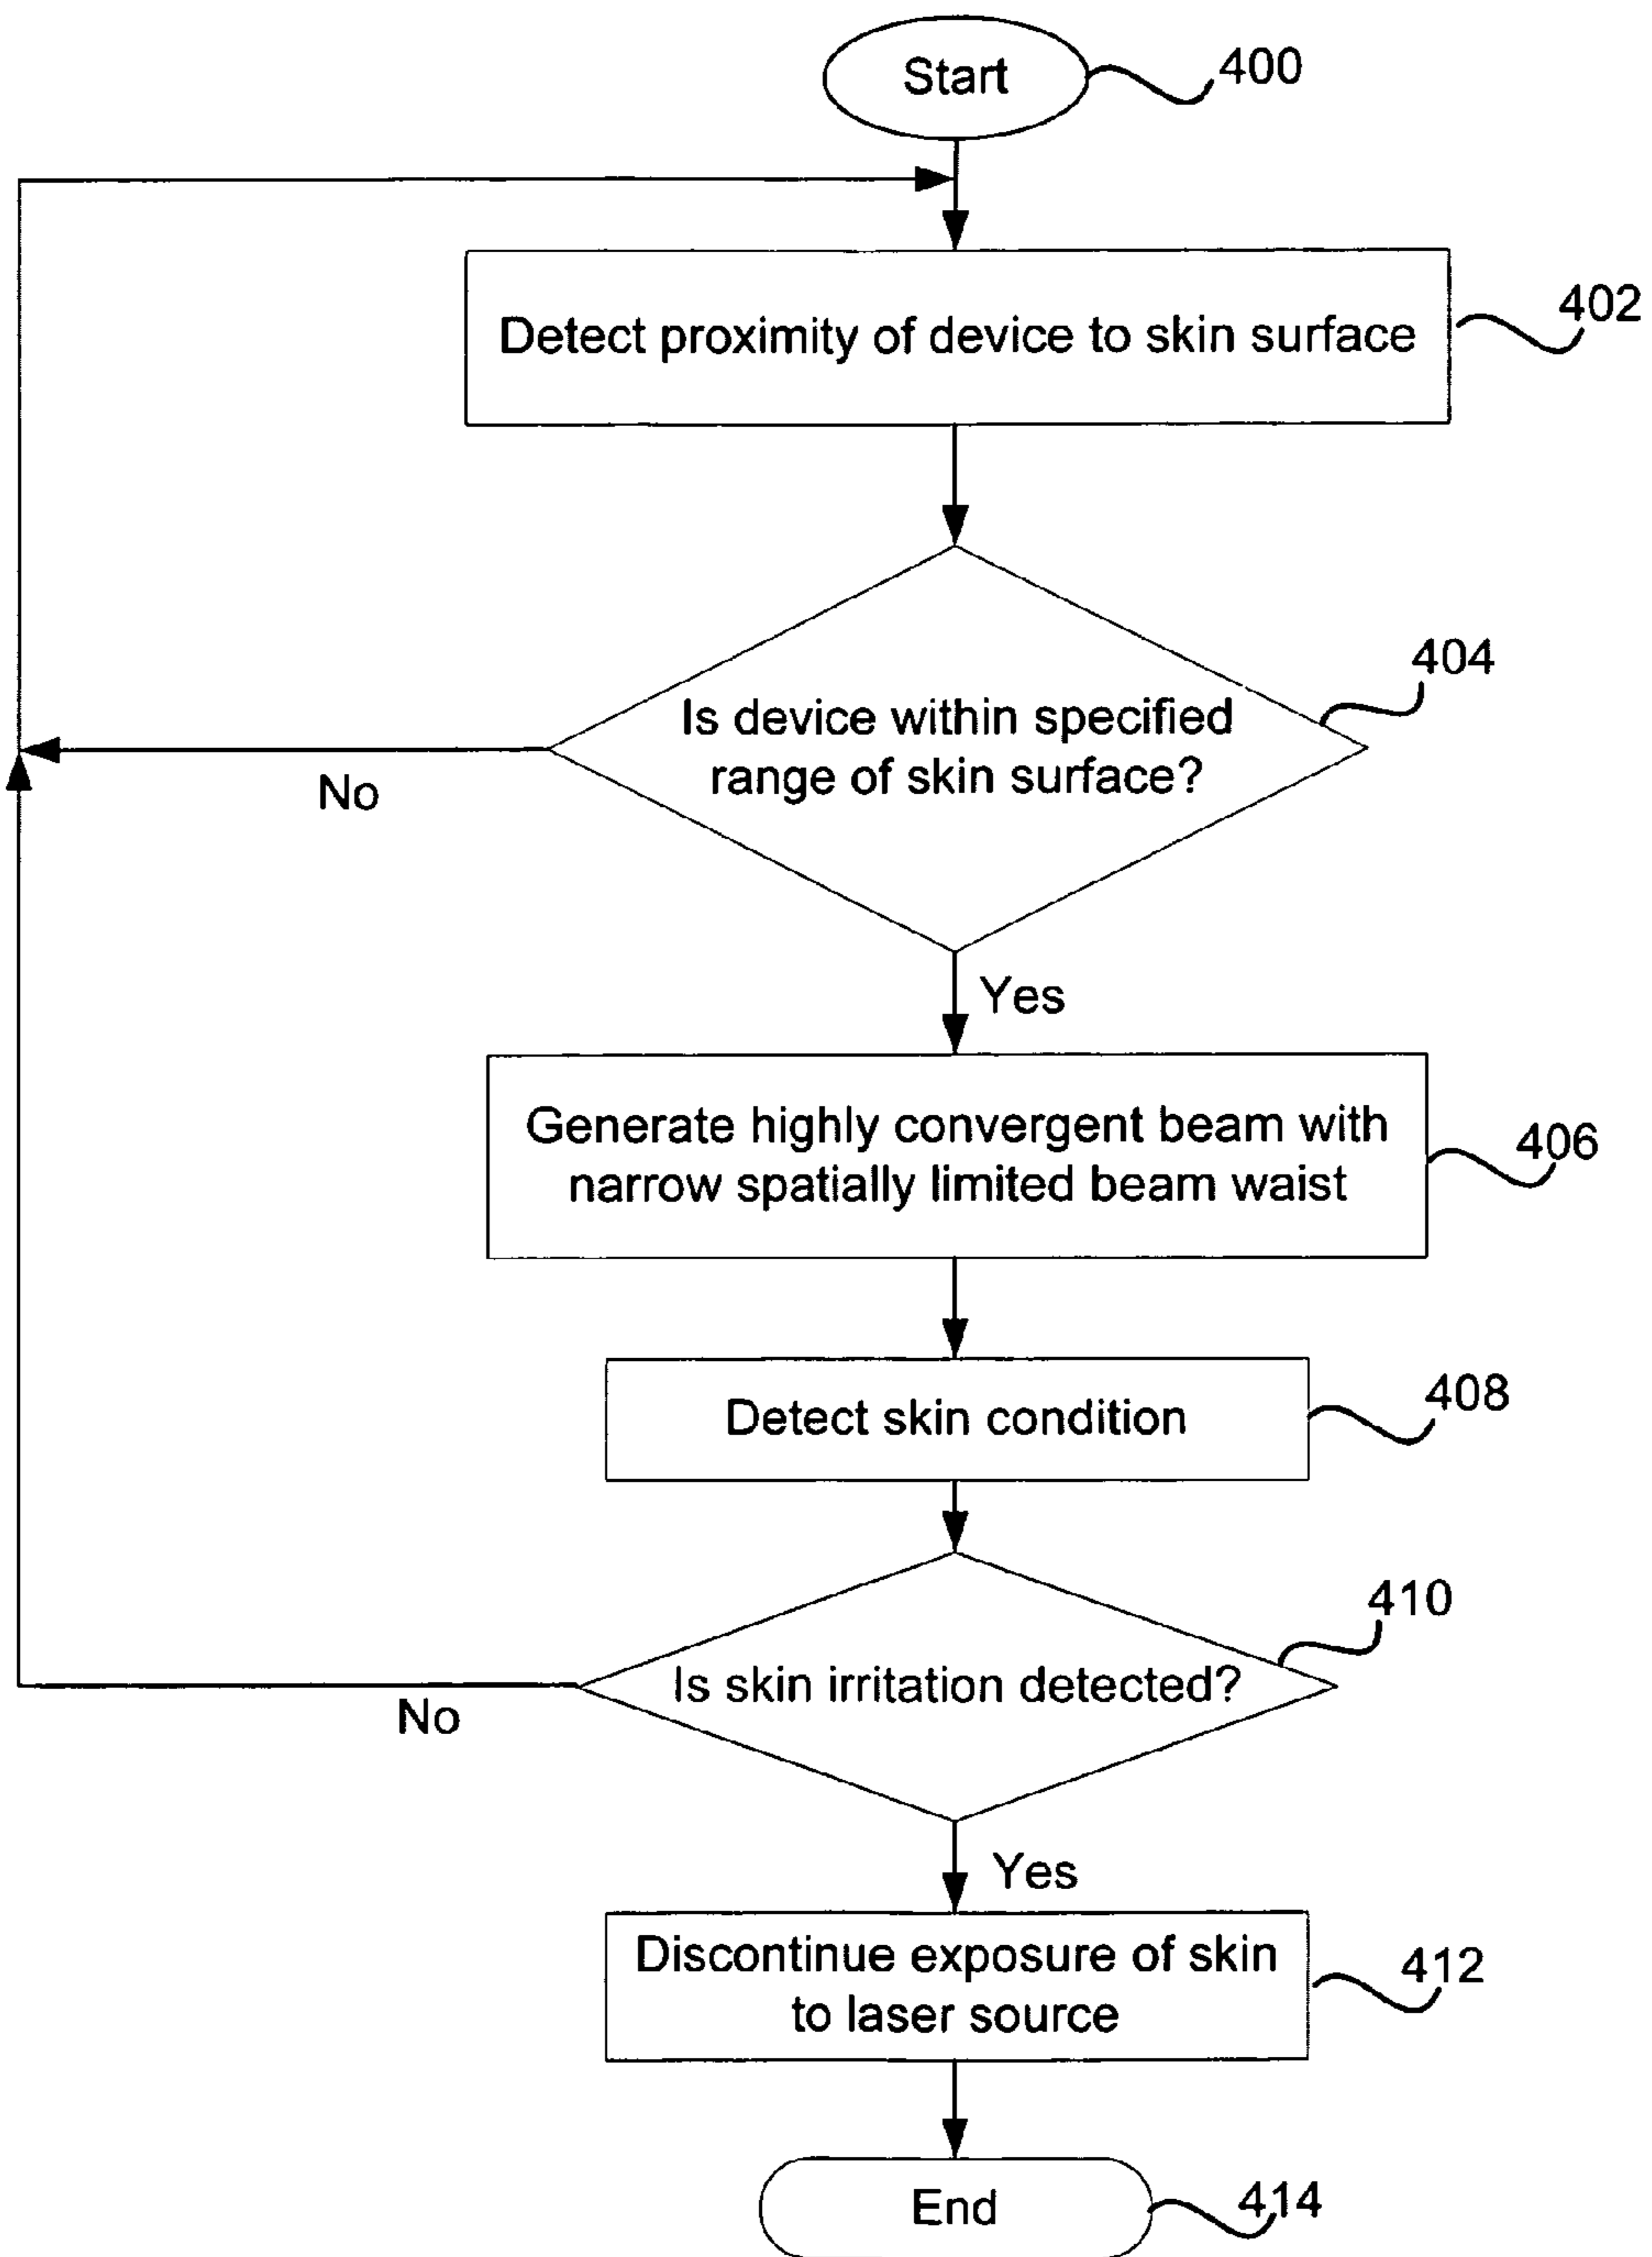 Start
400
Detect proximity of device to skin surface
402
Is device within specified
range of skin surface?
404
No
Yes
Generate highly convergent beam with
narrow spatially limited beam waist
406
Detect skin condition
408
Is skin irritation detected?
410
No
Yes
Discontinue exposure of skin
to laser source
412
End
414